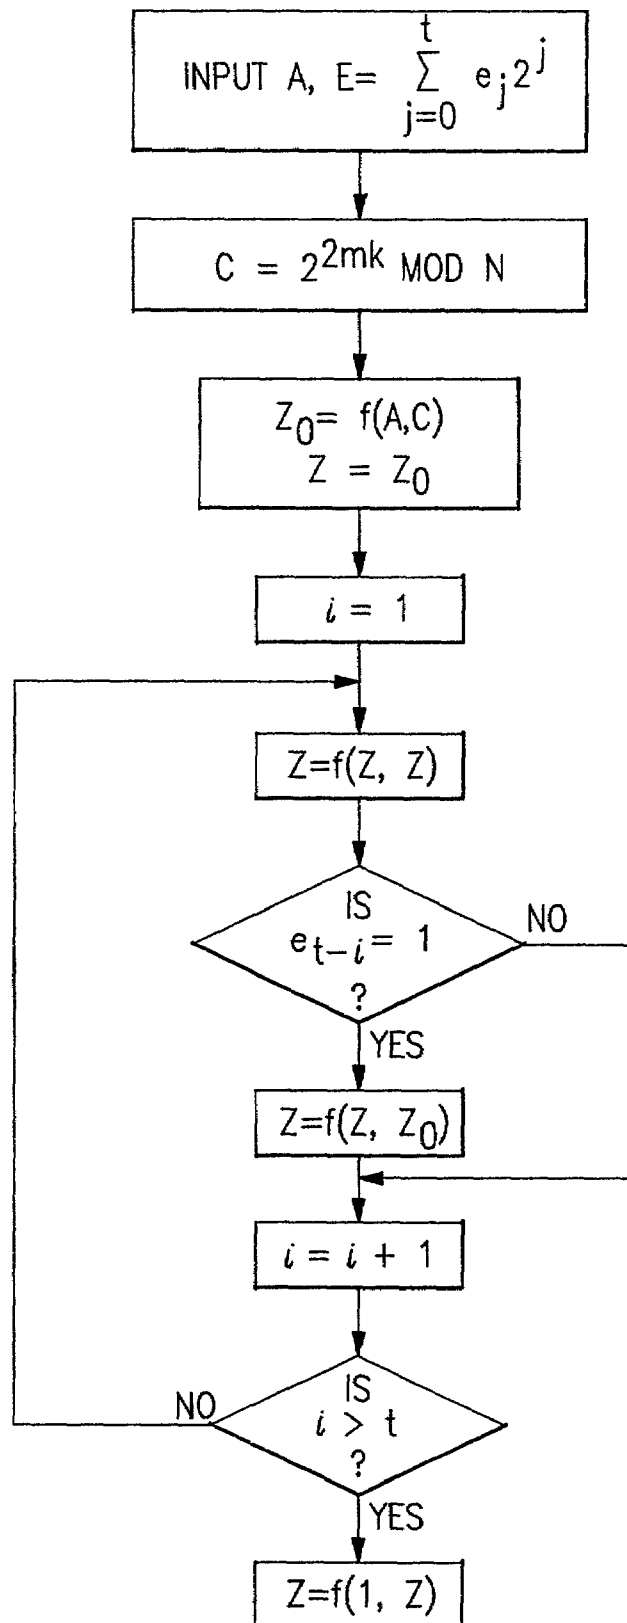 INPUT A, E= t∑j=0 e_j 2^j
C = 2^2mk MOD N
Z_0= f(A,C)
Z = Z_0
i = 1
Z=f(Z, Z)
IS
e_t-i= 1
?
NO
YES
Z=f(Z, Z_0)
i = i + 1
IS
i > t
?
NO
YES
Z=f(1, Z)